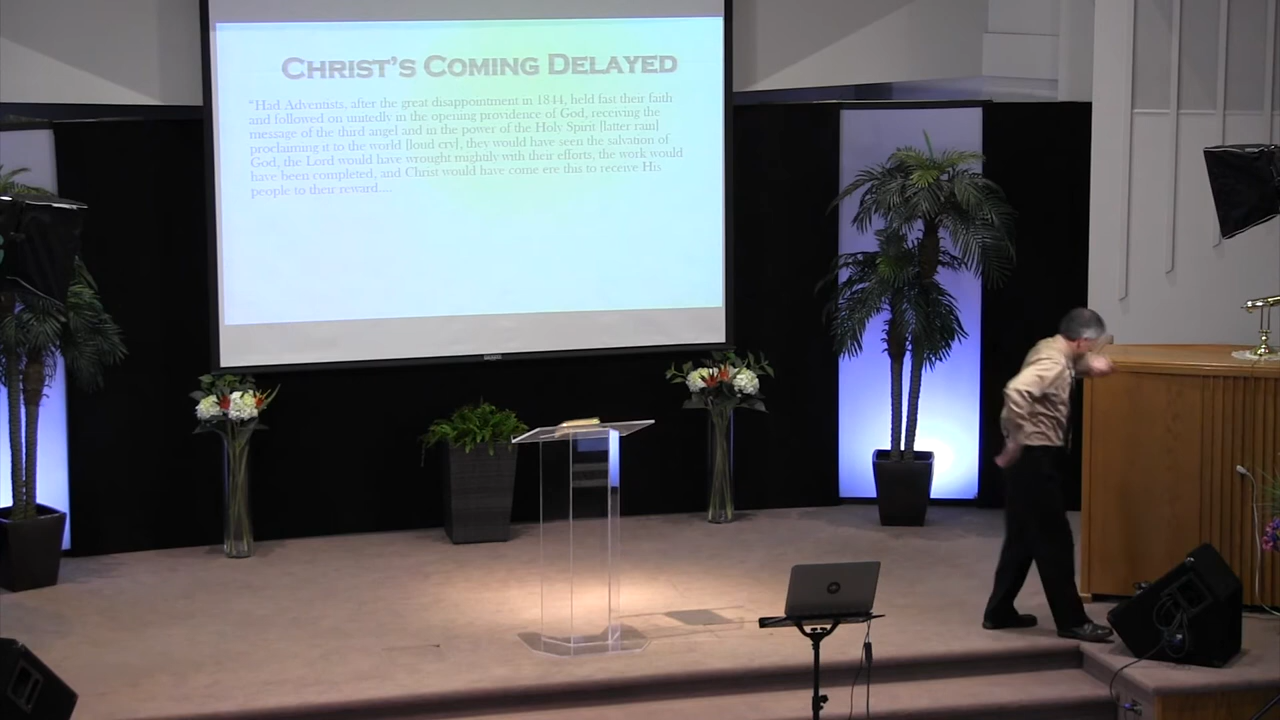 CHRIST'S COMING DELAYED
"Had Adventists, after the great disappointment in 1844, held fast their faith
and followed on unitedly in the opening providence of God, receiving the
message of the third angel and in the power of the Holy Spirit [latter rain]
proclaiming it to the world [loud cry], they would have seen the salvation of
God, the Lord would have wrought mightily with their efforts, the work would
have been completed, and Christ would have come ere this to receive His
people to their reward....